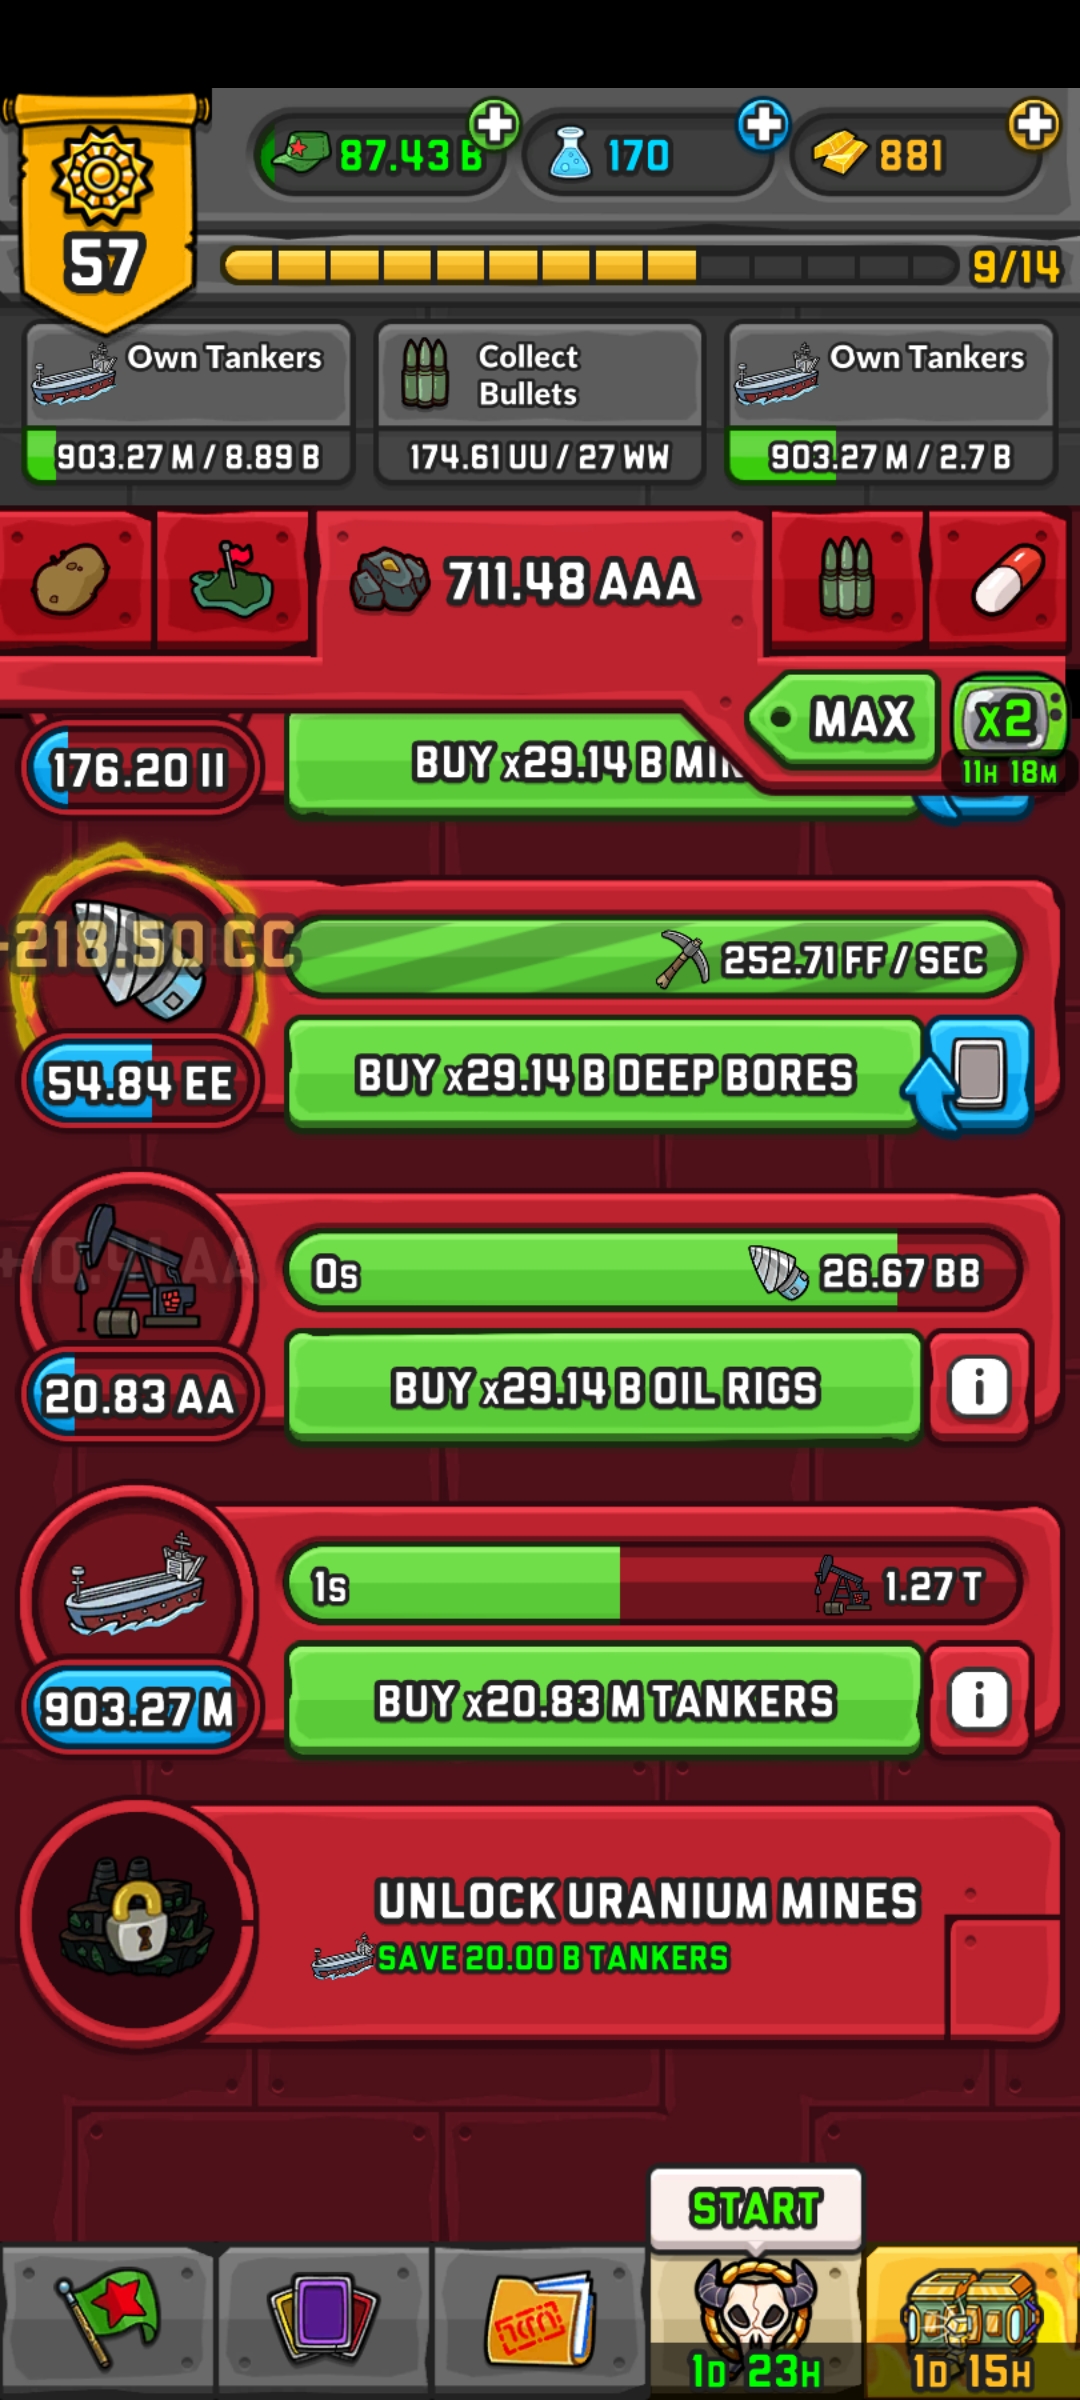 87.43 B
170
881
57
9/14
Own Tankers
903.27 M / 8.89 B
Collect
Bullets
174.61 UU / 27 WW
Own Tankers
903.27 M / 2.7 B
711.48 AAA
MAX
x2
11H 18M
176.20 II
BUY x29.14 B
-218.50 CC
252.71 FF / SEC
54.84 EE
BUY x29.14 B DEEP BORES
+10.41 AA
0s
26.67 BB
20.83 AA
BUY x29.14 B OIL RIGS
i
1s
1.27 T
903.27 M
BUY x20.83 M TANKERS
i
UNLOCK URANIUM MINES
SAVE 20.00 B TANKERS
START
1D 23H
1D 15H